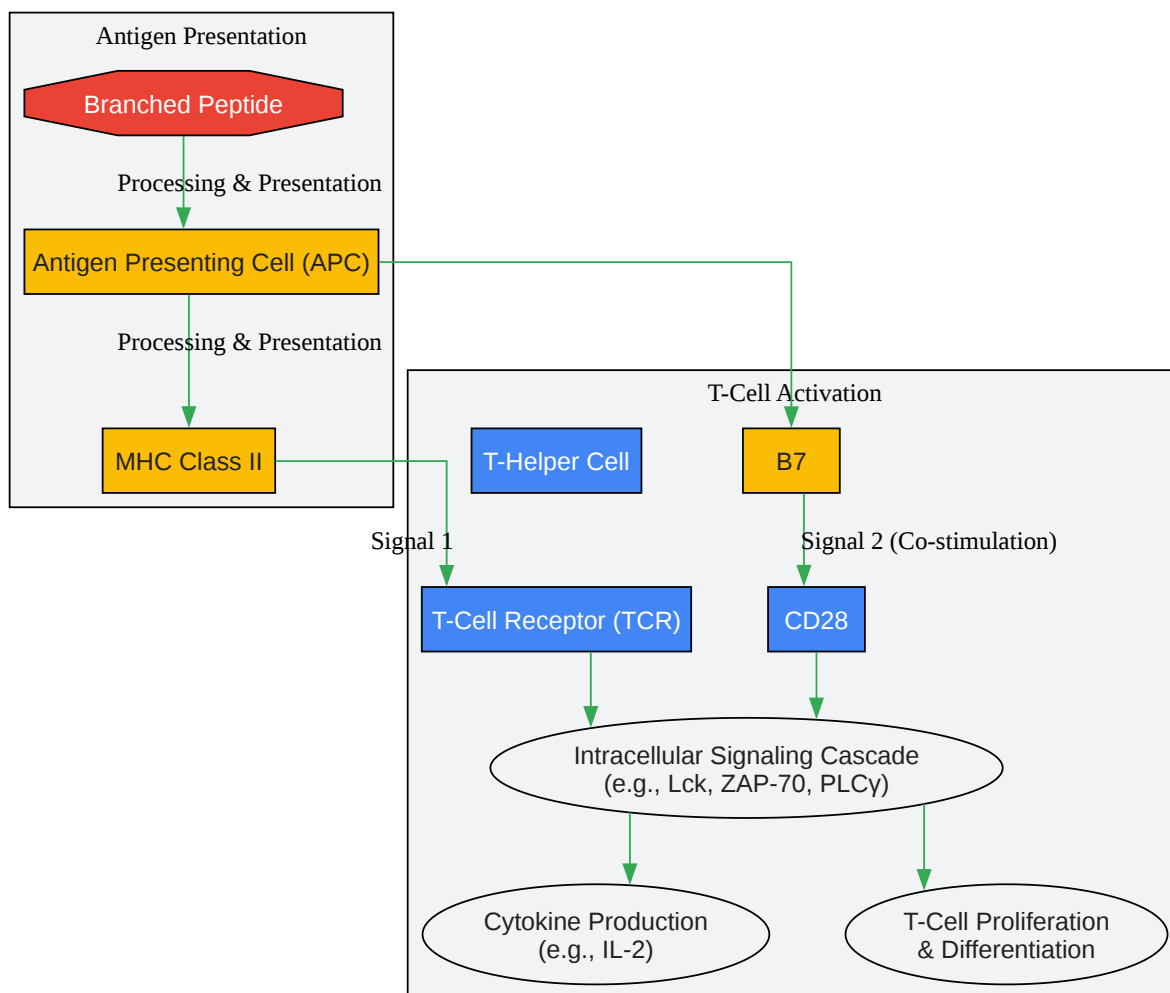 Antigen Presentation
Branched Peptide
Processing & Presentation
Antigen Presenting Cell (APC)
Processing & Presentation
MHC Class II
T-Cell Activation
T-Helper Cell
B7
Signal 1
Signal 2 (Co-stimulation)
T-Cell Receptor (TCR)
CD28
Intracellular Signaling Cascade
(e.g., Lck, ZAP-70, PLCγ)
Cytokine Production
(e.g., IL-2)
T-Cell Proliferation
& Differentiation